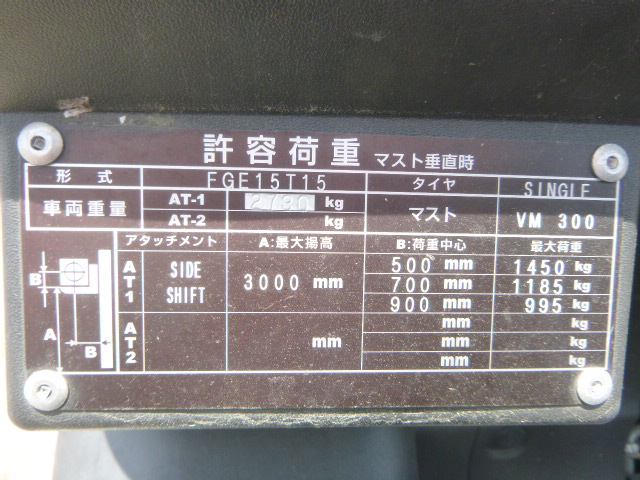 許容荷重 マスト垂直時
形式 FGE15T15 タイヤ SINGLE
車両重量 AT-1 2790 kg マスト VM 300
AT-2 kg
アタッチメント A:最大揚高 B:荷重中心 最大荷重
AT1 SIDE SHIFT 3000 mm 500 mm 1450 kg
700 mm 1185 kg
900 mm 995 kg
AT2 mm mm kg
mm kg
mm kg
B
A
B